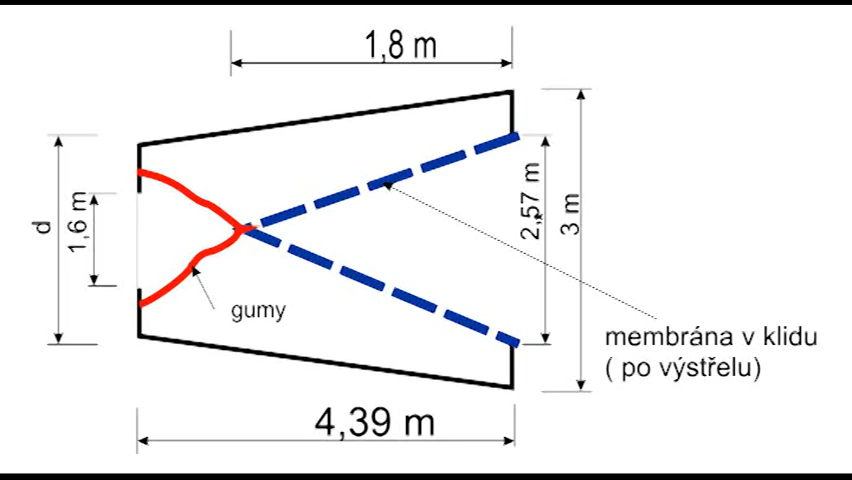 1,8 m
d
1,6 m
2,57 m
3 m
gumy
membrána v klidu
( po výstřelu)
4,39 m